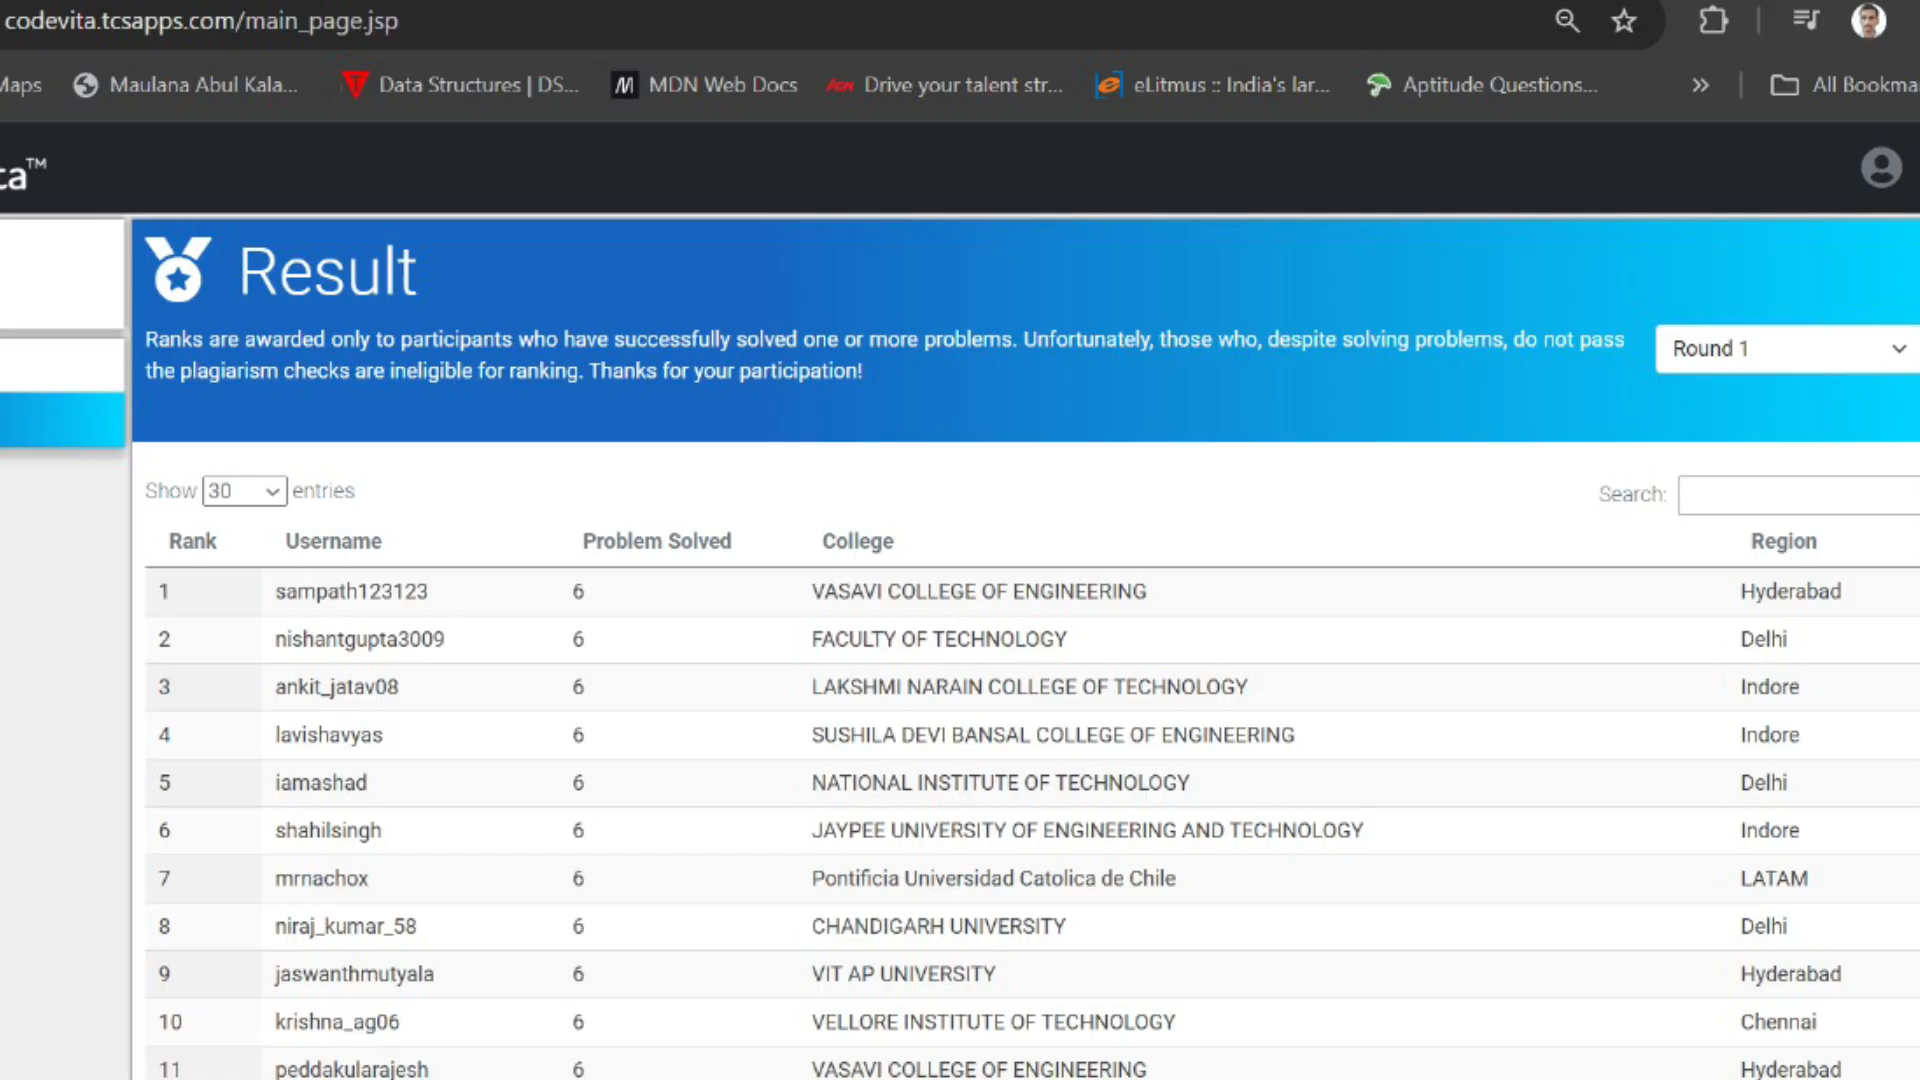 codevita.tcsapps.com/main_page.jsp
Maps Maulana Abul Kala... Data Structures | DS... MDN Web Docs AON Drive your talent str... eLitmus :: India's lar... Aptitude Questions... » All Bookma
ta™
Result
Ranks are awarded only to participants who have successfully solved one or more problems. Unfortunately, those who, despite solving problems, do not pass
the plagiarism checks are ineligible for ranking. Thanks for your participation!
Round 1
Show 30 entries
Search:
Rank Username Problem Solved College Region
1 sampath123123 6 VASAVI COLLEGE OF ENGINEERING Hyderabad
2 nishantgupta3009 6 FACULTY OF TECHNOLOGY Delhi
3 ankit_jatav08 6 LAKSHMI NARAIN COLLEGE OF TECHNOLOGY Indore
4 lavishavyas 6 SUSHILA DEVI BANSAL COLLEGE OF ENGINEERING Indore
5 iamashad 6 NATIONAL INSTITUTE OF TECHNOLOGY Delhi
6 shahilsingh 6 JAYPEE UNIVERSITY OF ENGINEERING AND TECHNOLOGY Indore
7 mrnachox 6 Pontificia Universidad Catolica de Chile LATAM
8 niraj_kumar_58 6 CHANDIGARH UNIVERSITY Delhi
9 jaswanthmutyala 6 VIT AP UNIVERSITY Hyderabad
10 krishna_ag06 6 VELLORE INSTITUTE OF TECHNOLOGY Chennai
11 peddakularajesh 6 VASAVI COLLEGE OF ENGINEERING Hyderabad